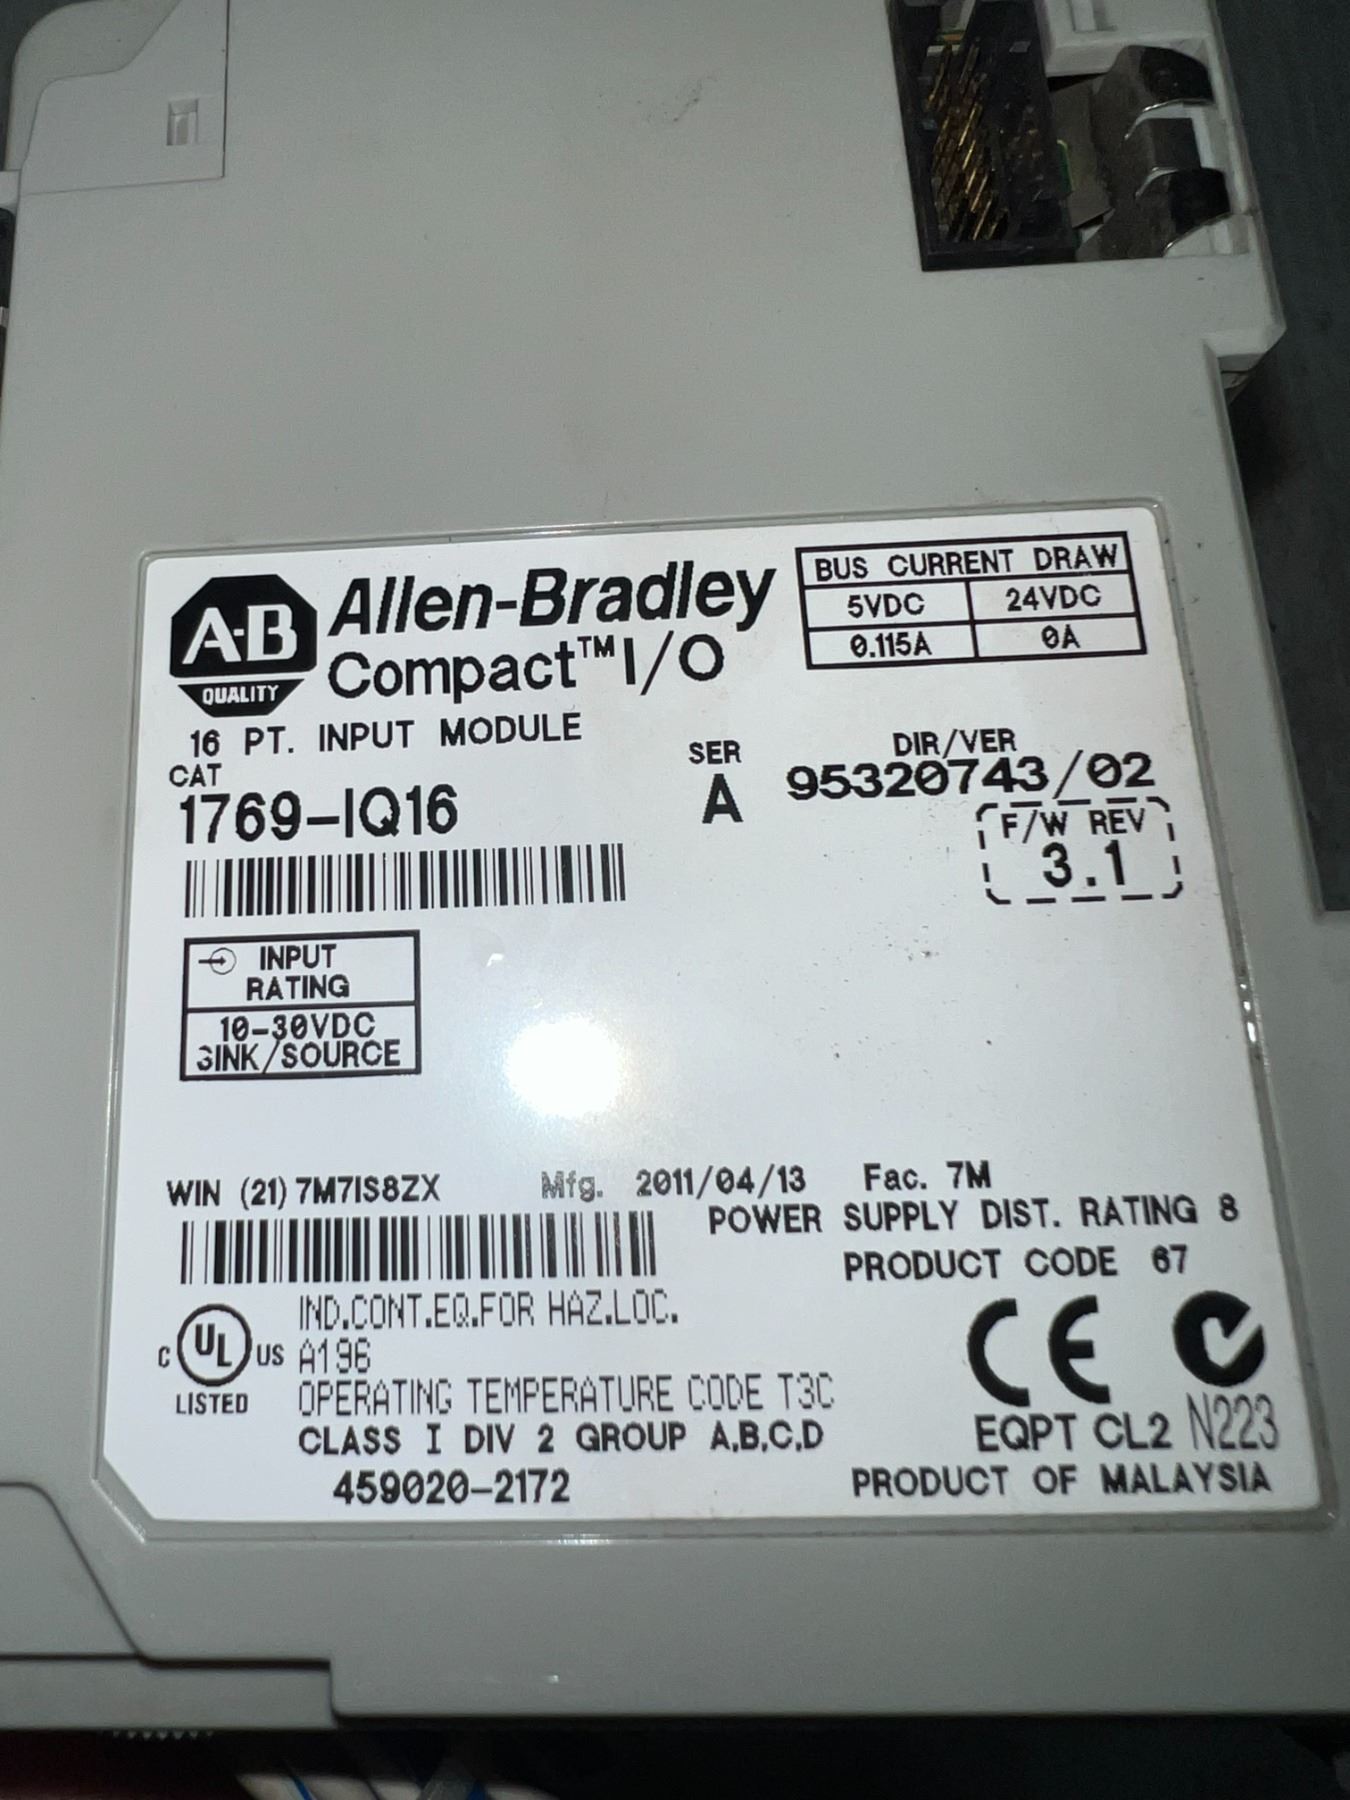 A-B
QUALITY
Allen-Bradley
Compact™ I/O
BUS CURRENT DRAW
5VDC 24VDC
0.115A 0A
16 PT. INPUT MODULE
CAT
1769-IQ16
SER
A
DIR/VER
95320743/02
F/W REV
3.1
INPUT
RATING
10-30VDC
SINK/SOURCE
WIN (21) 7M7IS8ZX Mfg. 2011/04/13 Fac. 7M
POWER SUPPLY DIST. RATING 8
PRODUCT CODE 67
C UL US
LISTED
IND.CONT.EQ.FOR HAZ.LOC.
A196
OPERATING TEMPERATURE CODE T3C
CLASS I DIV 2 GROUP A,B,C,D
459020-2172
CE
EQPT CL2 N223
PRODUCT OF MALAYSIA